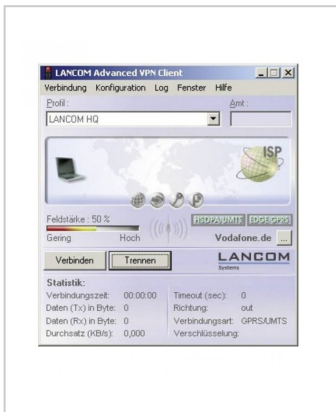 LANCOM Advanced VPN Client
Verbindung Konfiguration Log Fenster Hilfe
Profil: Amt:
LANCOM HQ
ISP
Feldstärke: 50 % HSDPA/UMTS EDGE/GPRS
Gering Hoch Vodafone.de ...
Verbinden Trennen LANCOM
Systems
Statistik:
Verbindungszeit: 00:00:00 Timeout (sec): 0
Daten (Tx) in Byte: 0 Richtung: out
Daten (Rx) in Byte: 0 Verbindungsart: GPRS/UMTS
Durchsatz (KB/s): 0,000 Verschlüsselung: